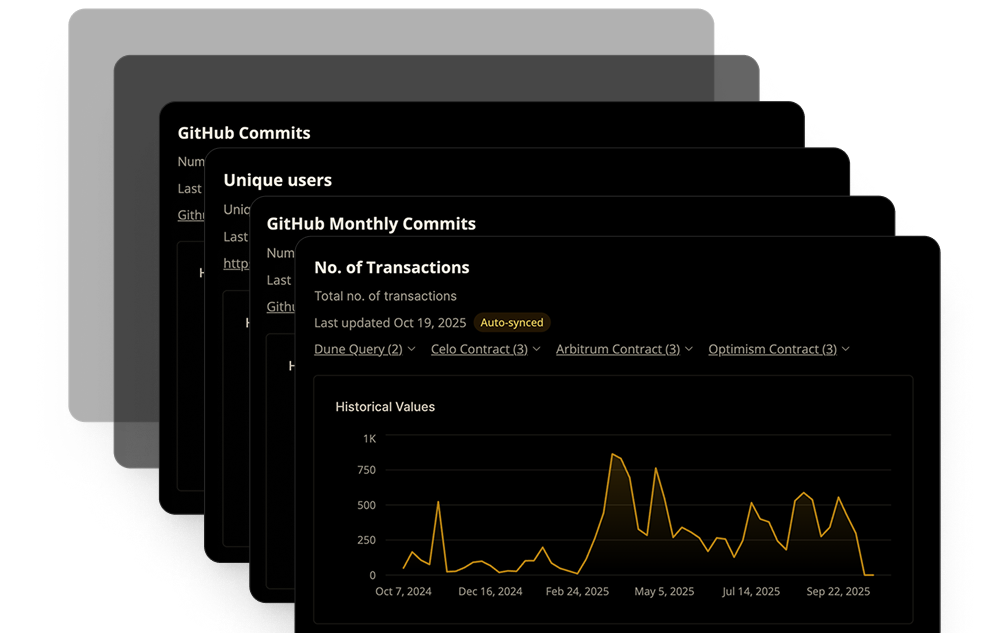 GitHub Commits
Num
Last
Githu
H
Unique users
Uniq
Last
http
H
GitHub Monthly Commits
Num
Last
Githu
H
No. of Transactions
Total no. of transactions
Last updated Oct 19, 2025 Auto-synced
Dune Query (2) Celo Contract (3) Arbitrum Contract (3) Optimism Contract (3)
Historical Values
1K
750
500
250
0
Oct 7, 2024 Dec 16, 2024 Feb 24, 2025 May 5, 2025 Jul 14, 2025 Sep 22, 2025